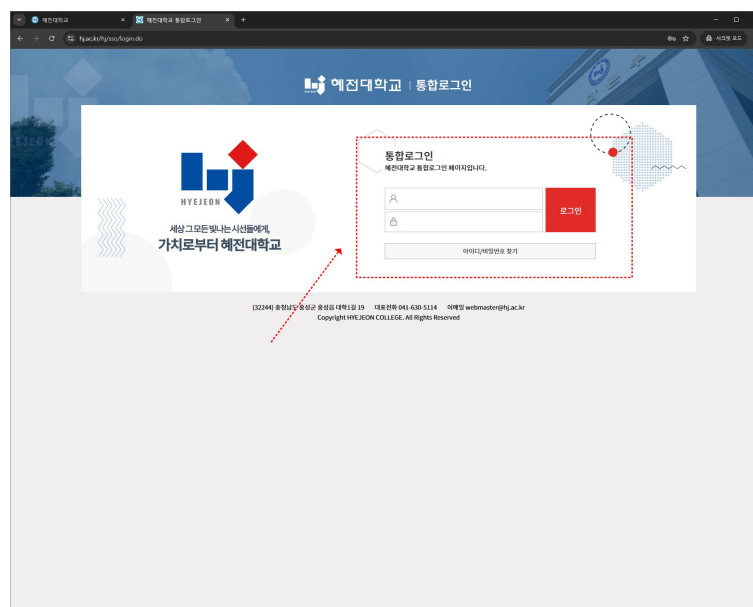 혜전대학교
혜전대학교 통합로그인
hj.ac.kr/hj/sso/login.do
시크릿 모드
혜전대학교 | 통합로그인
HYEJEON
세상 그 모든 빛나는 시선들에게,
가치로부터 혜전대학교
통합로그인
혜전대학교 통합로그인 페이지입니다.
로그인
아이디/비밀번호 찾기
(32244) 충청남도 홍성군 홍성읍 대학1길 19 대표전화 041-630-5114 이메일 webmaster@hj.ac.kr
Copyright HYEJEON COLLEGE. All Rights Reserved